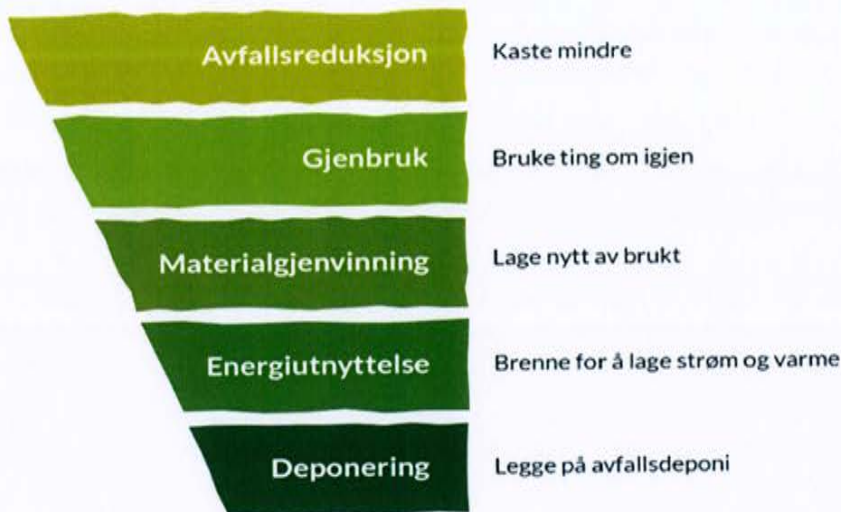 Avfallsreduksjon Kaste mindre
Gjenbruk Bruke ting om igjen
Materialgjenvinning Lage nytt av brukt
Energiutnyttelse Brenne for å lage strøm og varme
Deponering Legge på avfallsdeponi